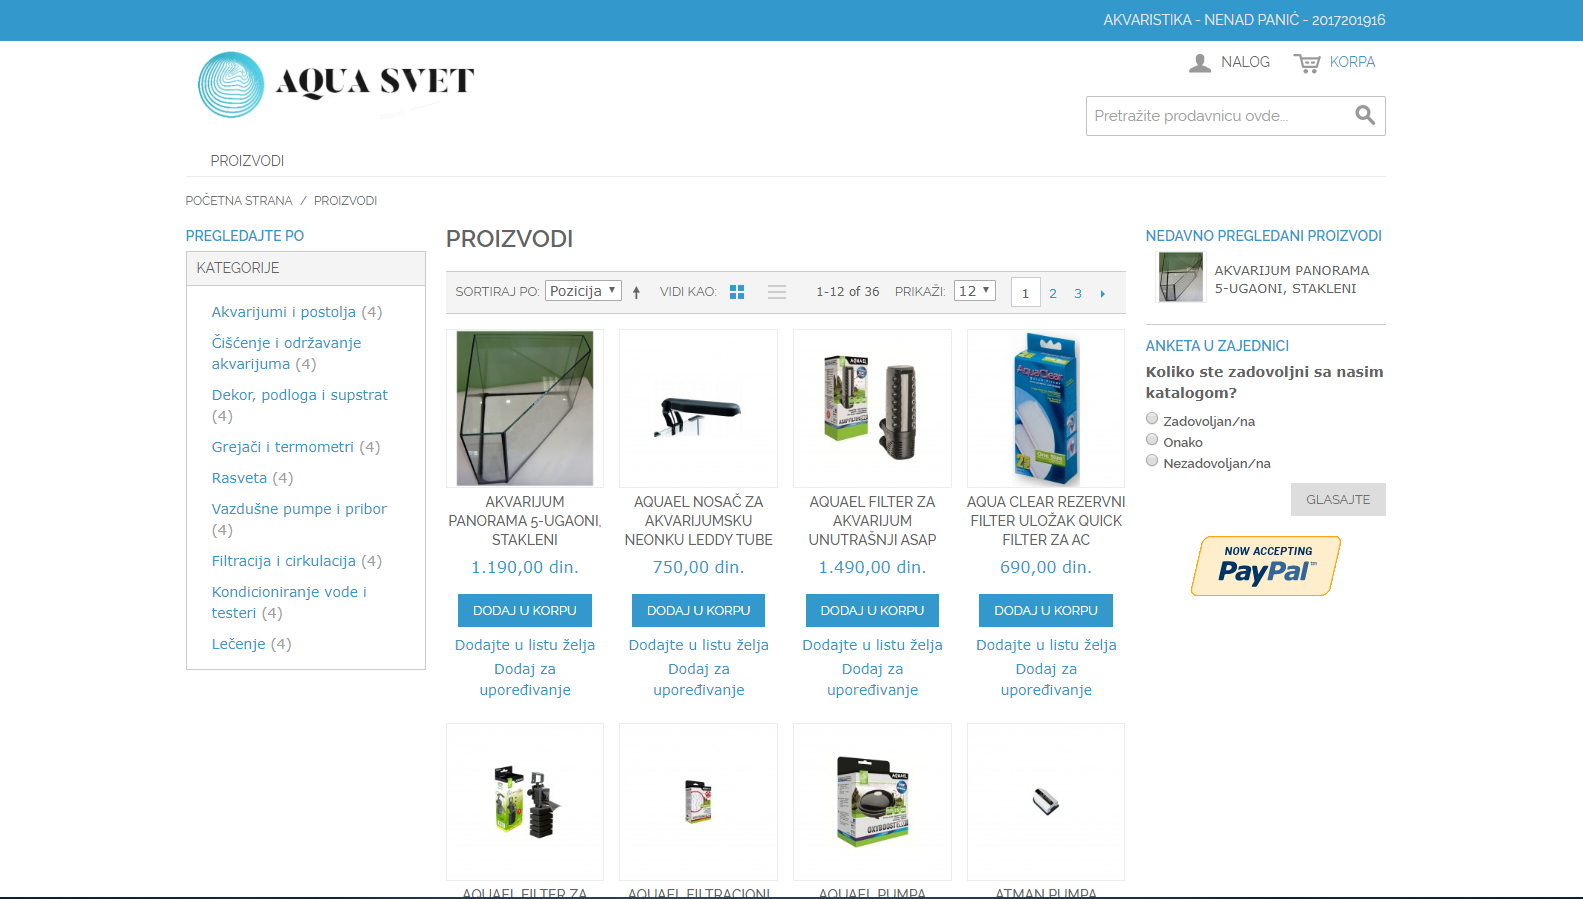 AKVARISTIKA - NENAD PANIĆ - 2017201916
AQUA SVET
NALOG
KORPA
Pretražite prodavnicu ovde...
PROIZVODI
POČETNA STRANA / PROIZVODI
PREGLEDAJTE PO
KATEGORIJE
Akvarijumi i postolja (4)
Čišćenje i održavanje
akvarijuma (4)
Dekor, podloga i supstrat
(4)
Grejači i termometri (4)
Rasveta (4)
Vazdušne pumpe i pribor
(4)
Filtracija i cirkulacija (4)
Kondicioniranje vode i
testeri (4)
Lečenje (4)
PROIZVODI
SORTIRAJ PO: Pozicija
VIDI KAO:
1-12 of 36
PRIKAŽI: 12
1 2 3
AquaClear
AQUAEL
AKVARIJUM
PANORAMA 5-UGAONI,
STAKLENI
1.190,00 din.
DODAJ U KORPU
Dodajte u listu želja
Dodaj za
upoređivanje
AQUAEL NOSAČ ZA
AKVARIJUMSKU
NEONKU LEDDY TUBE
750,00 din.
DODAJ U KORPU
Dodajte u listu želja
Dodaj za
upoređivanje
AQUAEL FILTER ZA
AKVARIJUM
UNUTRAŠNJI ASAP
1.490,00 din.
DODAJ U KORPU
Dodajte u listu želja
Dodaj za
upoređivanje
AQUA CLEAR REZERVNI
FILTER ULOŽAK QUICK
FILTER ZA AC
690,00 din.
DODAJ U KORPU
Dodajte u listu želja
Dodaj za
upoređivanje
AQUAEL
OXYBOOST
AQUAEL FILTER ZA
AQUAEL FILTRACIONI
AQUAEL PUMPA
ATMAN PUMPA
NEDAVNO PREGLEDANI PROIZVODI
AKVARIJUM PANORAMA
5-UGAONI, STAKLENI
ANKETA U ZAJEDNICI
Koliko ste zadovoljni sa nasim
katalogom?
Zadovoljan/na
Onako
Nezadovoljan/na
GLASAJTE
NOW ACCEPTING
PayPal™